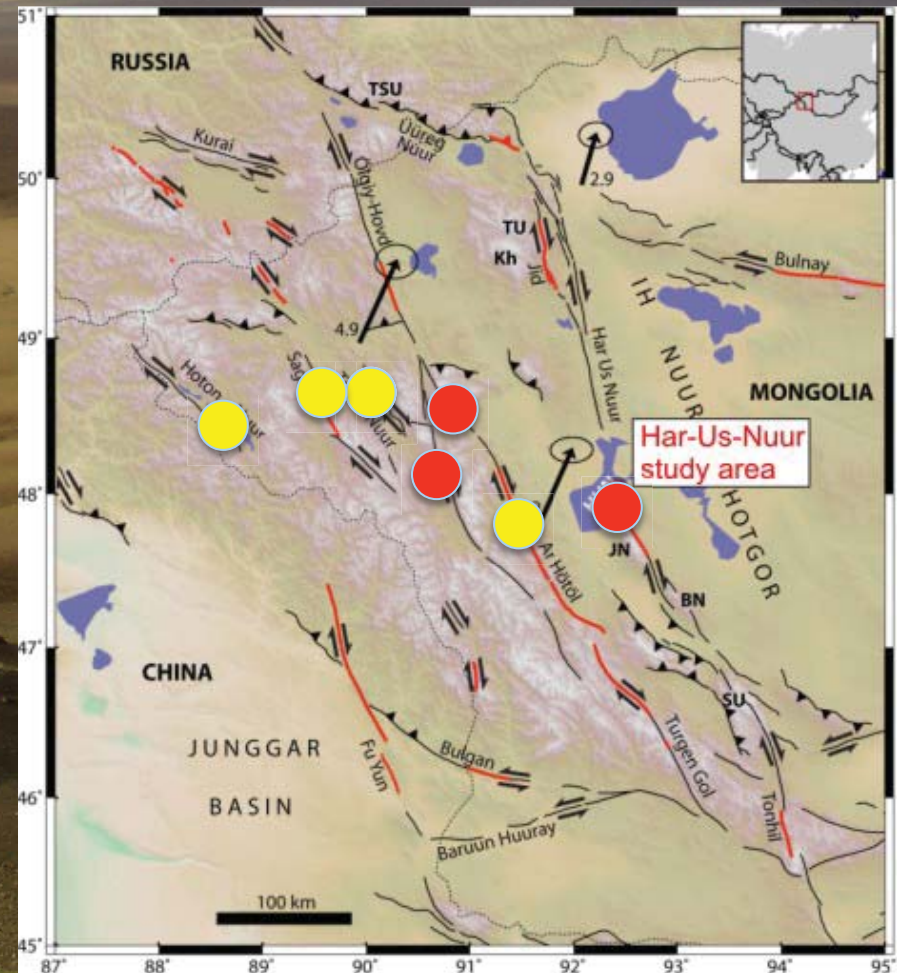 51°
RUSSIA
TSU
Üüreg
Nuur
Kurai
50°
Ölgiy-Hovd
2.9
TU
Kh
Jid
Bulnay
IH
49°
4.9
Har Us Nuur
Hoton
NUUR
MONGOLIA
Nuur
Har-Us-Nuur
study area
48°
HOTGOR
JN
Ar Hötöl
BN
47°
CHINA
SU
JUNGGAR
BASIN
Fu Yun
Bulgan
Turgen Gol
Tonhil
46°
Baruun Huuray
100 km
45°
87° 88° 89° 90° 91° 92° 93° 94° 95°